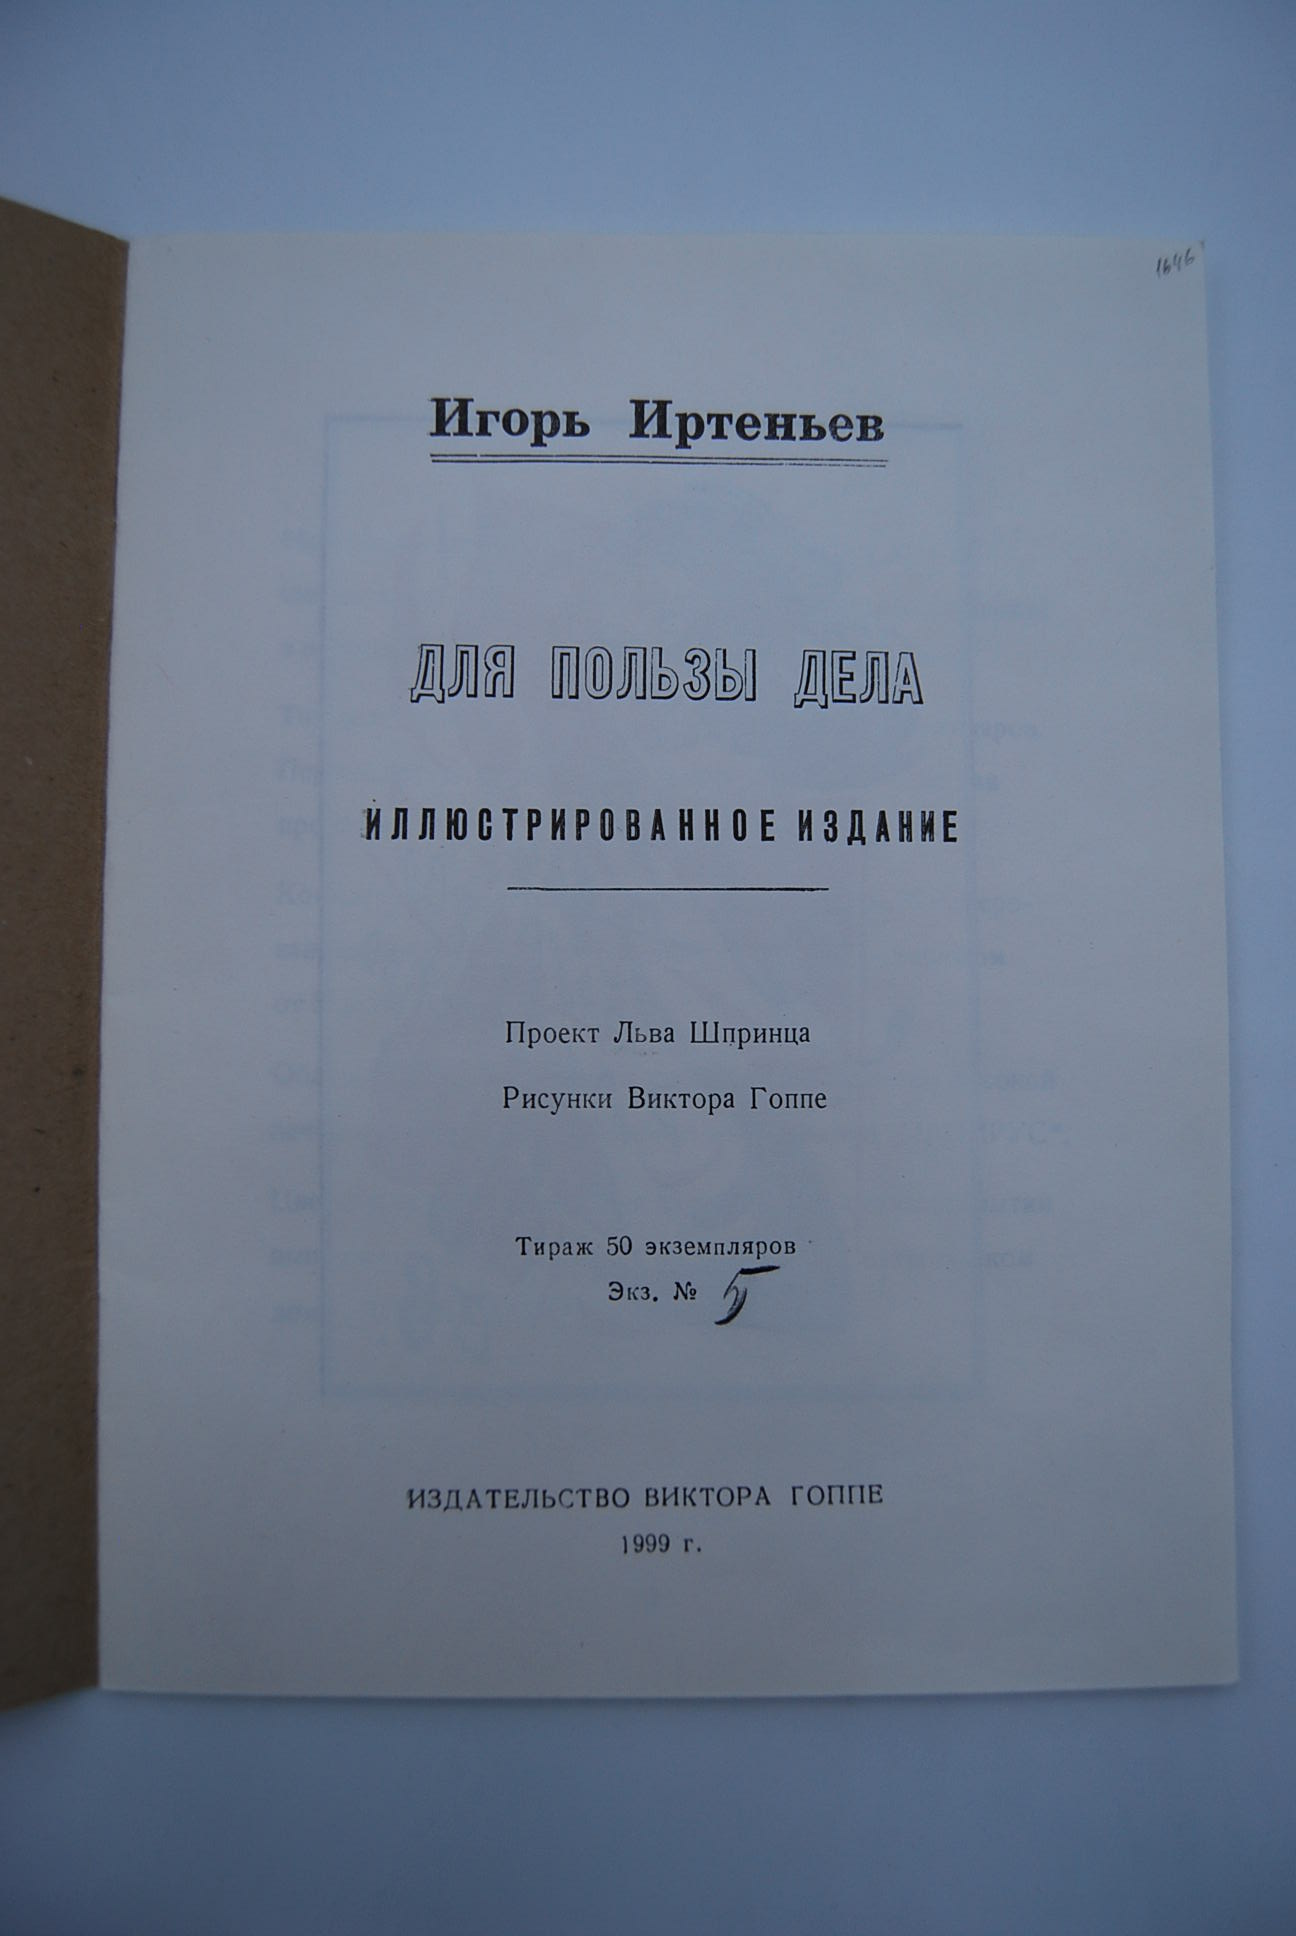 1646
Игорь Иртеньев
ДЛЯ ПОЛЬЗЫ ДЕЛА
ИЛЛЮСТРИРОВАННОЕ ИЗДАНИЕ
Проект Льва Шпринца
Рисунки Виктора Гоппе
Тираж 50 экземпляров
Экз. № 5
ИЗДАТЕЛЬСТВО ВИКТОРА ГОППЕ
1999 г.